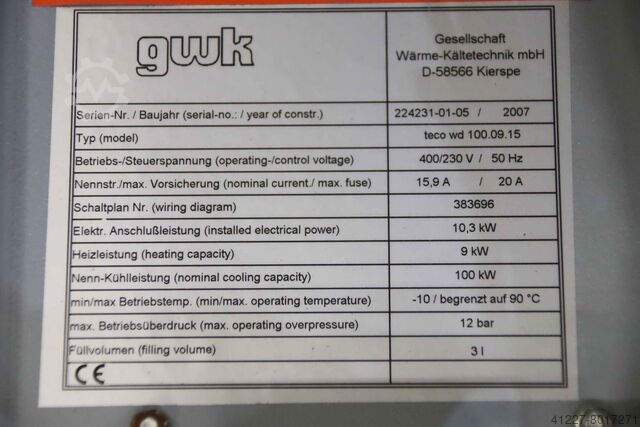 gwk
Gesellschaft
Wärme-Kältetechnik mbH
D-58566 Kierspe
Serien-Nr. / Baujahr (serial-no.: / year of constr.) 224231-01-05 / 2007
Typ (model) teco wd 100.09.15
Betriebs-/Steuerspannung (operating-/control voltage) 400/230 V / 50 Hz
Nennstr./max. Vorsicherung (nominal current./ max. fuse) 15,9 A / 20 A
Schaltplan Nr. (wiring diagram) 383696
Elektr. Anschlußleistung (installed electrical power) 10,3 kW
Heizleistung (heating capacity) 9 kW
Nenn-Kühlleistung (nominal cooling capacity) 100 kW
min/max Betriebstemp. (min/max. operating temperature) -10 / begrenzt auf 90 °C
max. Betriebsüberdruck (max. operating overpressure) 12 bar
Füllvolumen (filling volume) 3 l
CE
41227-8017271